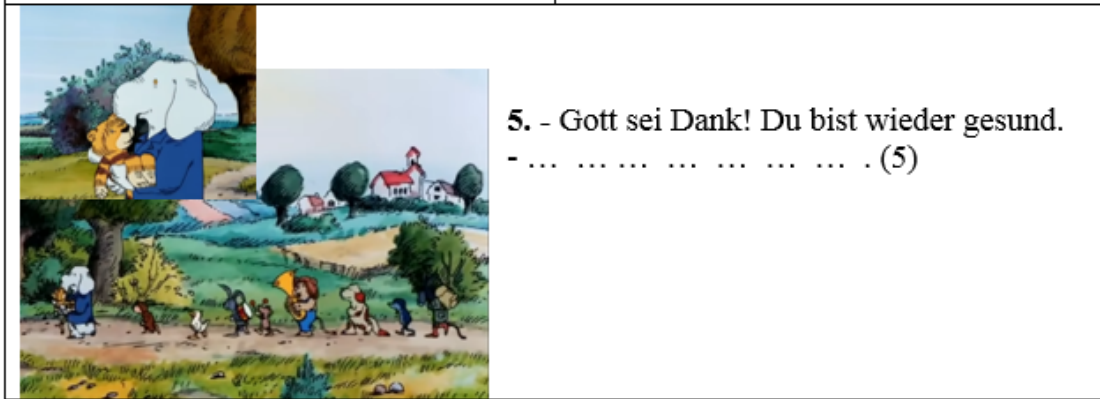 5. - Gott sei Dank! Du bist wieder gesund.
- … … … … … … … . (5)